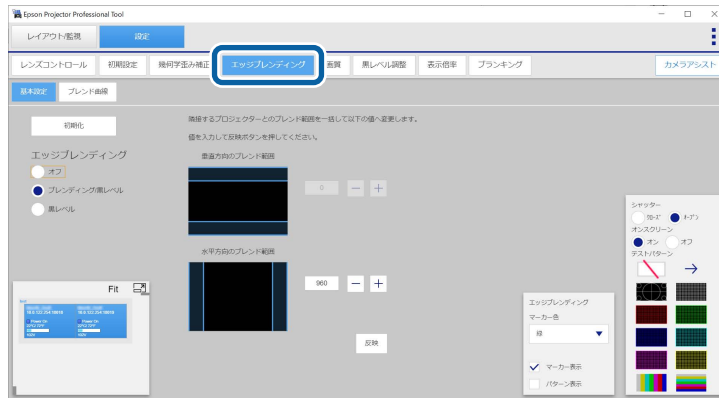 Epson Projector Professional Tool
レイアウト/監視 設定
レンズコントロール 初期設定 幾何学歪み補正 エッジブレンディング 画質 黒レベル調整 表示倍率 ブランキング カメラアシスト
基本設定 ブレンド曲線
初期化
隣接するプロジェクターとのブレンド範囲を一括して以下の値へ変更します。
値を入力して反映ボタンを押してください。
エッジブレンディング
オフ
ブレンディング/黒レベル
黒レベル
垂直方向のブレンド範囲
0 － ＋
水平方向のブレンド範囲
960 － ＋
反映
Fit
エッジブレンディング
マーカー色
緑
マーカー表示
パターン表示
シャッター
クローズ オープン
オンスクリーン
オン オフ
テストパターン